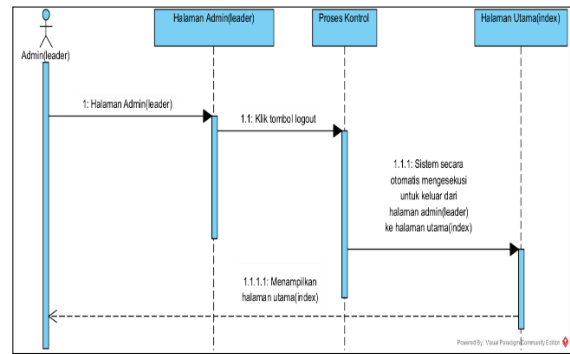 Halaman Admin(leader)
Proses Kontrol
Halaman Utama(index)
Admin(leader)
1: Halaman Admin(leader)
1.1: Klik tombol logout
1.1.1: Sistem secara
otomatis mengesekusi
untuk keluar dari
halaman admin(leader)
ke halaman utama(index)
1.1.1.1: Menampilkan
halaman utama(index)
Powered By: Visual Paradigm Community Edition